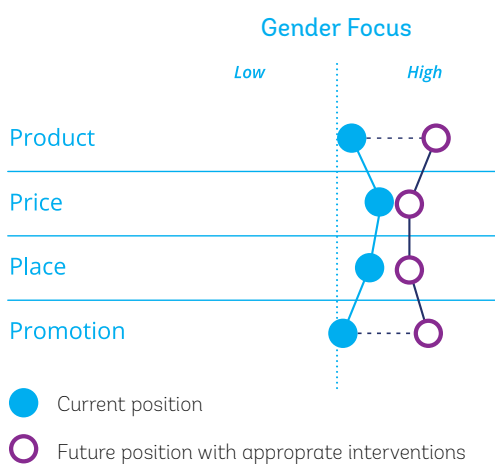 Gender Focus
Low High
Product
Price
Place
Promotion
Current position
Future position with approprate interventions